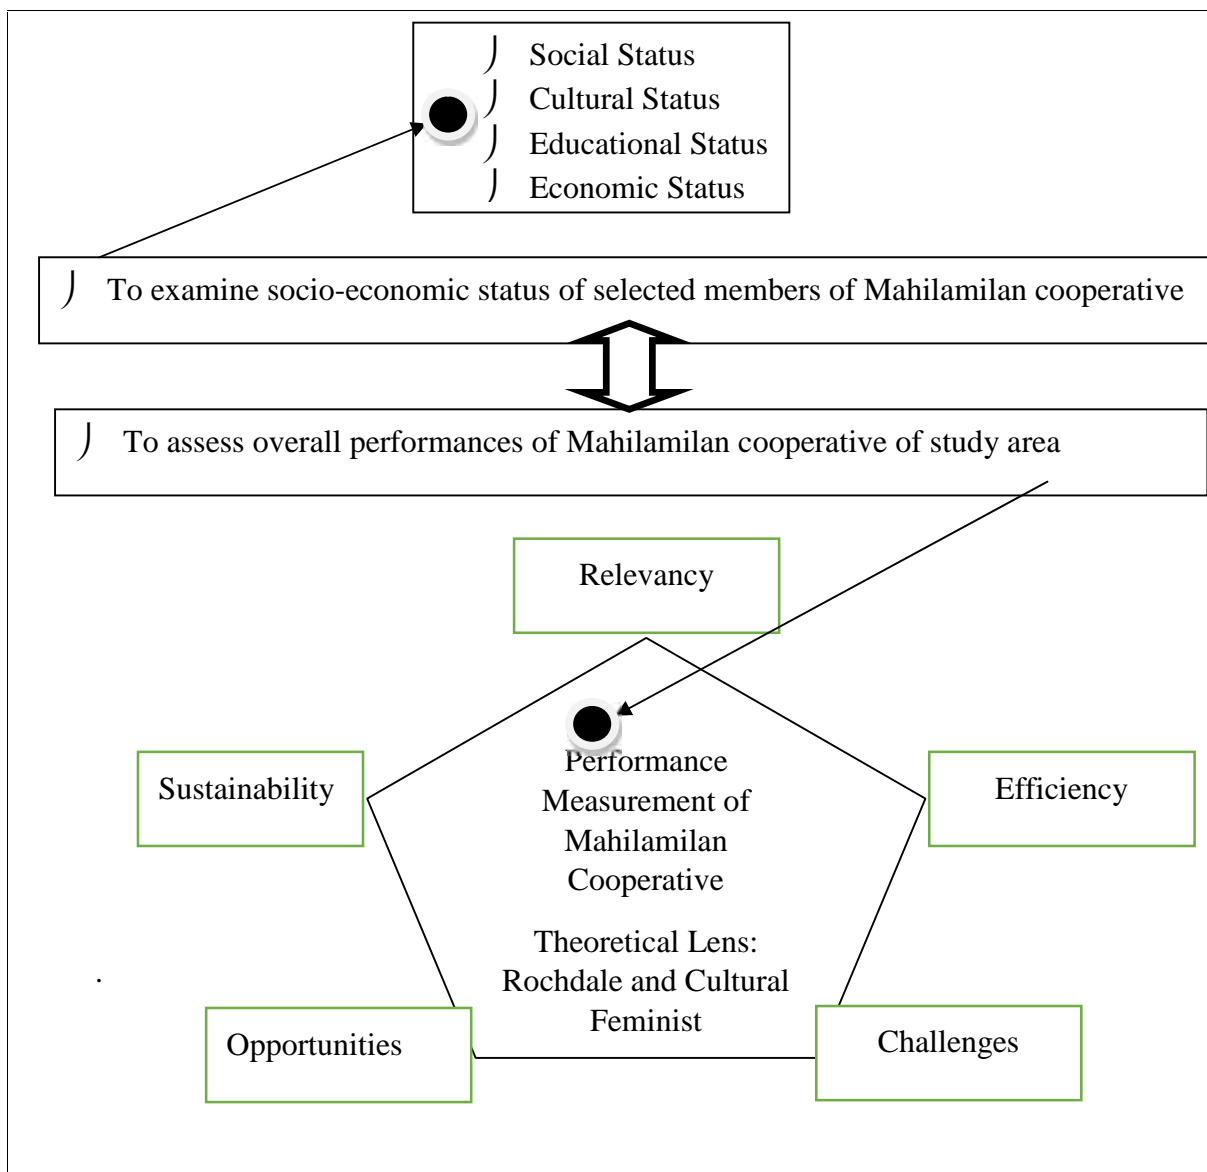 Social Status
Cultural Status
Educational Status
Economic Status
To examine socio-economic status of selected members of Mahilamilan cooperative
To assess overall performances of Mahilamilan cooperative of study area
Relevancy
Sustainability
Efficiency
Performance
Measurement of
Mahilamilan
Cooperative
Theoretical Lens:
Rochdale and Cultural
Feminist
.
Opportunities
Challenges